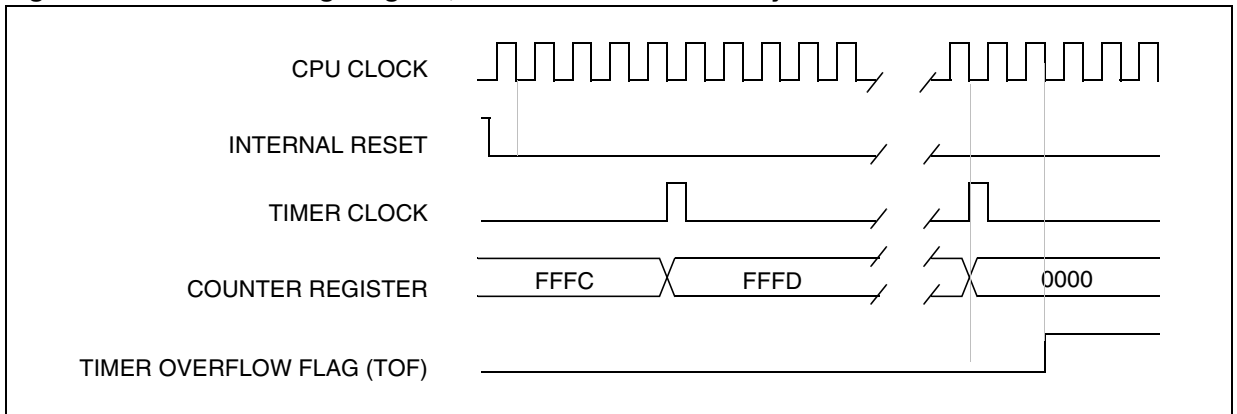 CPU CLOCK
INTERNAL RESET
TIMER CLOCK
COUNTER REGISTER FFFC FFFD 0000
TIMER OVERFLOW FLAG (TOF)